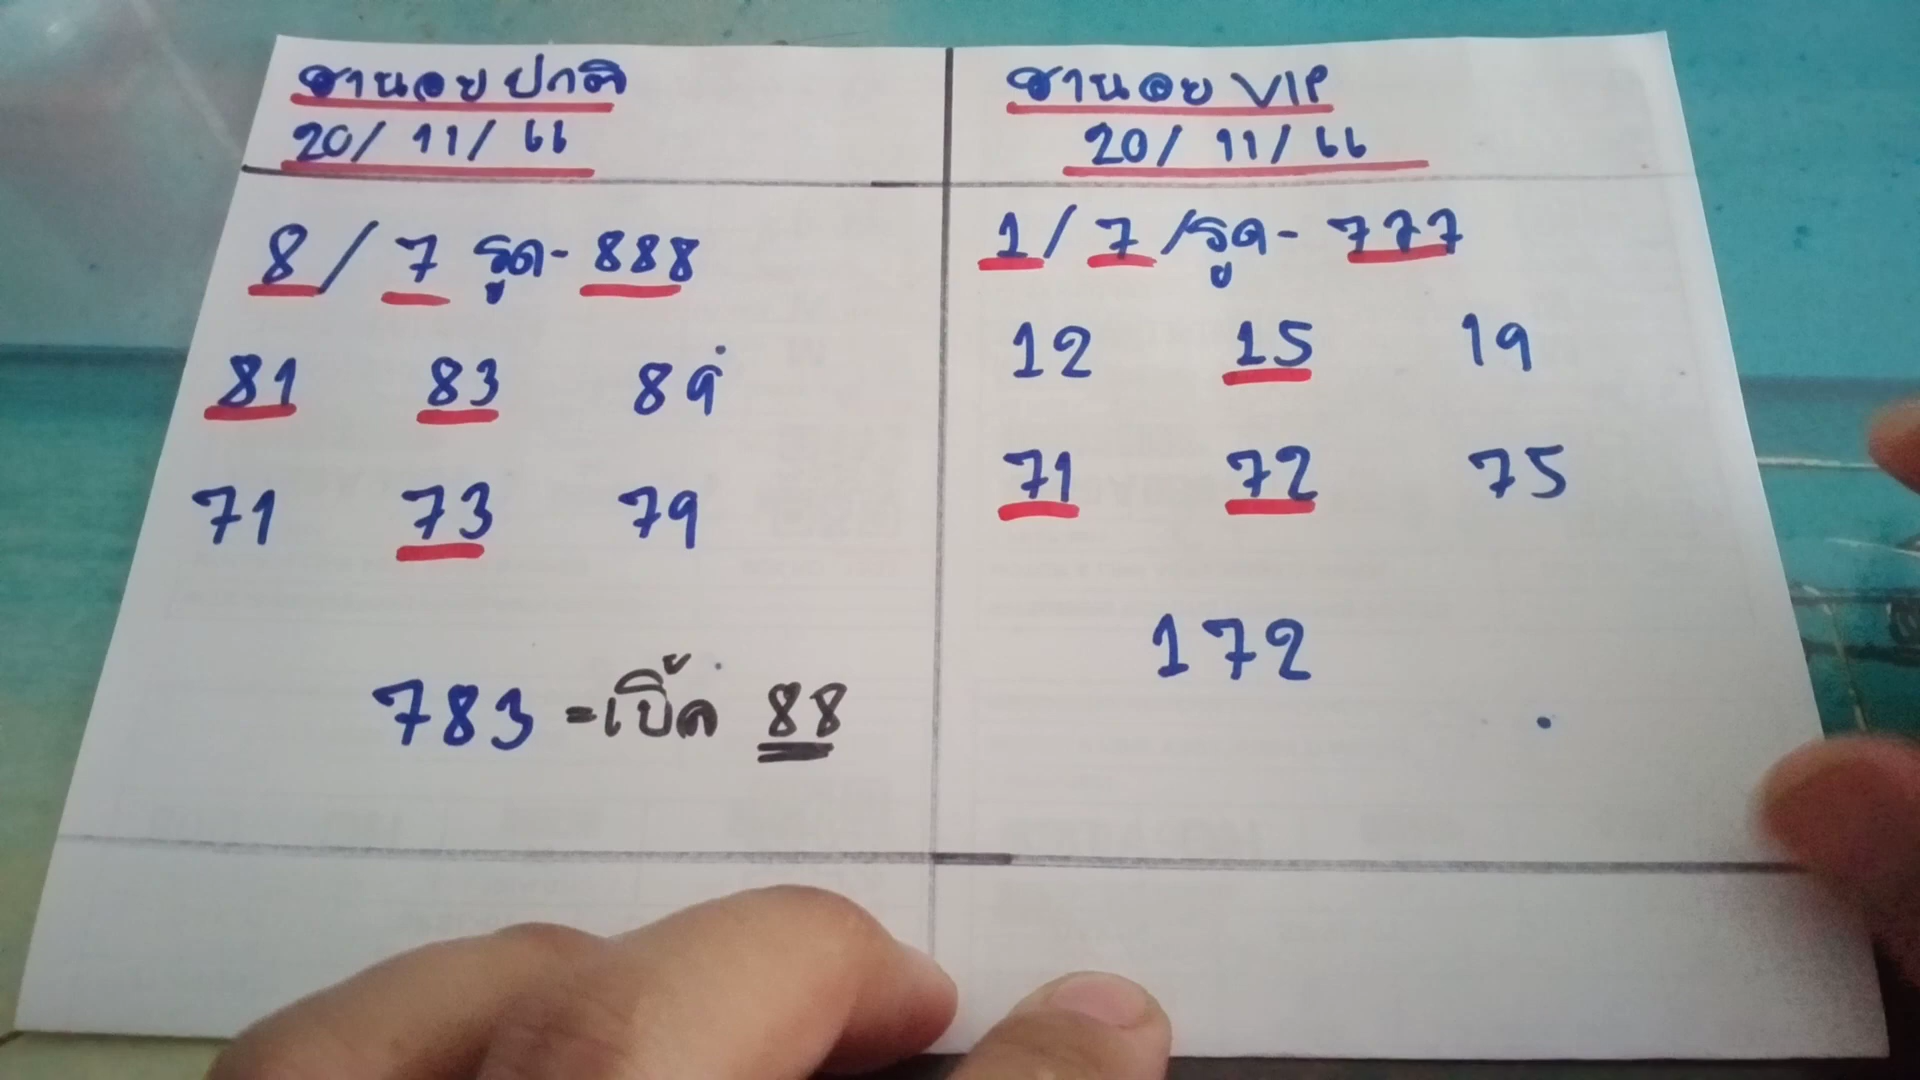 ฮานอย ปกติ
20/ 11/ 66
8 / 7 รูด - 888
81 83 89
71 73 79
783 = เบิ้ล 88
ฮานอย VIP
20/ 11/ 66
1 / 7 / รูด - 777
12 15 19
71 72 75
172